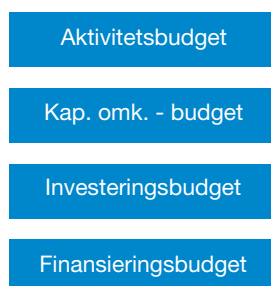 Aktivitetsbudget
Kap. omk. - budget
Investeringsbudget
Finansieringsbudget